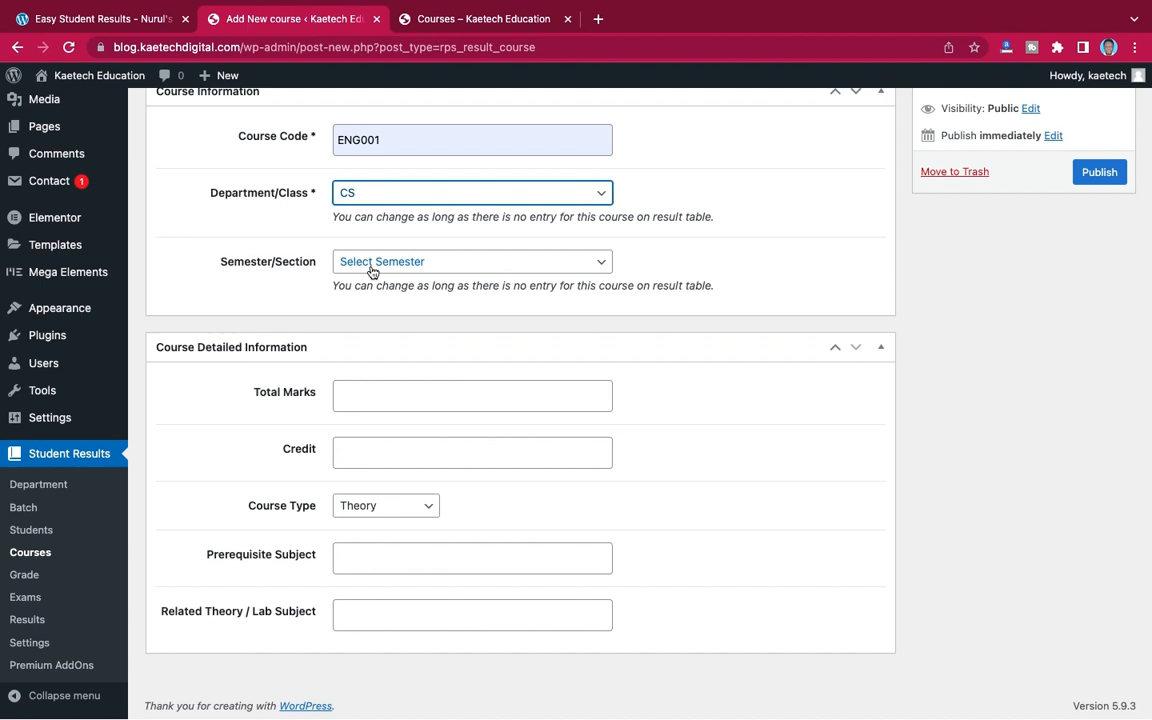 Easy Student Results - Nurul's
Add New course ‹ Kaetech Ed
Courses – Kaetech Education
blog.kaetechdigital.com/wp-admin/post-new.php?post_type=rps_result_course
Kaetech Education
0
New
Howdy, kaetech
Media
Pages
Comments
Contact 1
Elementor
Templates
Mega Elements
Appearance
Plugins
Users
Tools
Settings
Student Results
Department
Batch
Students
Courses
Grade
Exams
Results
Settings
Premium AddOns
Collapse menu
Course Information
Course Code *
ENG001
Department/Class *
CS
You can change as long as there is no entry for this course on result table.
Semester/Section
Select Semester
You can change as long as there is no entry for this course on result table.
Course Detailed Information
Total Marks
Credit
Course Type
Theory
Prerequisite Subject
Related Theory / Lab Subject
Visibility: Public Edit
Publish immediately Edit
Move to Trash
Publish
Thank you for creating with WordPress.
Version 5.9.3